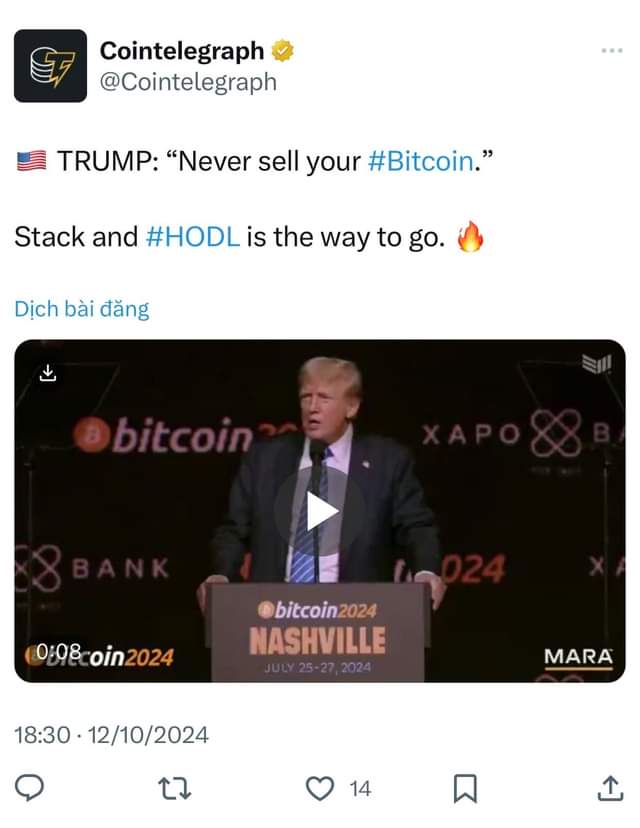 Cointelegraph
@Cointelegraph
🇺🇸 TRUMP: “Never sell your #Bitcoin.”
Stack and #HODL is the way to go. 🔥
Dịch bài đăng
bitcoin
XAPO
B
BANK
024
X
bitcoin2024
NASHVILLE
JULY 25-27, 2024
0:08
coin2024
MARA
18:30 · 12/10/2024
14